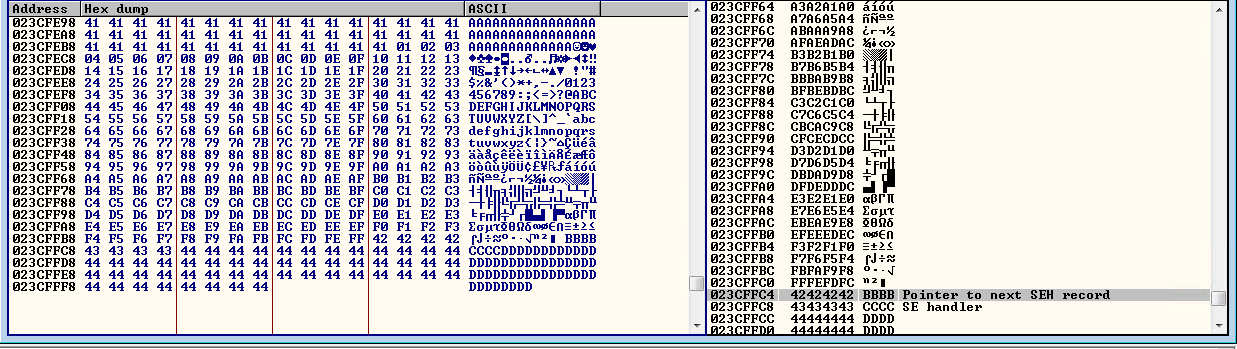 Address Hex dump ASCII
023CFE98 41 41 41 41 41 41 41 41 41 41 41 41 41 41 41 41 AAAAAAAAAAAAAAAA
023CFEA8 41 41 41 41 41 41 41 41 41 41 41 41 41 41 41 41 AAAAAAAAAAAAAAAA
023CFEB8 41 41 41 41 41 41 41 41 41 41 41 41 41 01 02 03 AAAAAAAAAAAAA☺☻♥
023CFEC8 04 05 06 07 08 09 0A 0B 0C 0D 0E 0F 10 11 12 13 ♦♣♠•◘..♂..♫☼►◄↕‼
023CFED8 14 15 16 17 18 19 1A 1B 1C 1D 1E 1F 20 21 22 23 ¶§▬↨↑↓→←∟↔▲▼ !"#
023CFEE8 24 25 26 27 28 29 2A 2B 2C 2D 2E 2F 30 31 32 33 $%&'()*+,-./0123
023CFEF8 34 35 36 37 38 39 3A 3B 3C 3D 3E 3F 40 41 42 43 456789:;<=>?@ABC
023CFF08 44 45 46 47 48 49 4A 4B 4C 4D 4E 4F 50 51 52 53 DEFGHIJKLMNOPQRS
023CFF18 54 55 56 57 58 59 5A 5B 5C 5D 5E 5F 60 61 62 63 TUVWXYZ[\]^_`abc
023CFF28 64 65 66 67 68 69 6A 6B 6C 6D 6E 6F 70 71 72 73 defghijklmnopqrs
023CFF38 74 75 76 77 78 79 7A 7B 7C 7D 7E 7F 80 81 82 83 tuvwxyz{|}~⌂Çüéâ
023CFF48 84 85 86 87 88 89 8A 8B 8C 8D 8E 8F 90 91 92 93 äàåçêëèïîìÄÅÉæÆô
023CFF58 94 95 96 97 98 99 9A 9B 9C 9D 9E 9F A0 A1 A2 A3 öòûùÿÖÜ¢£¥₧ƒáíóú
023CFF68 A4 A5 A6 A7 A8 A9 AA AB AC AD AE AF B0 B1 B2 B3 ñÑªº¿⌐¬½¼¡«»░▒▓│
023CFF78 B4 B5 B6 B7 B8 B9 BA BB BC BD BE BF C0 C1 C2 C3 ┤╡╢╖╕╣║╗╝╜╛┐└┴┬├
023CFF88 C4 C5 C6 C7 C8 C9 CA CB CC CD CE CF D0 D1 D2 D3 ─┼╞╟╚╔╩╦╠═╬╧╨╤╥╙
023CFF98 D4 D5 D6 D7 D8 D9 DA DB DC DD DE DF E0 E1 E2 E3 ╘╒╓╫╪┘┌█▄▌▐▀αßΓπ
023CFFA8 E4 E5 E6 E7 E8 E9 EA EB EC ED EE EF F0 F1 F2 F3 ΣσµτΦΘΩδ∞φε∩≡±≥≤
023CFFB8 F4 F5 F6 F7 F8 F9 FA FB FC FD FE FF 42 42 42 42 ⌠⌡÷≈°∙·√ⁿ²■ BBBB
023CFFC8 43 43 43 43 44 44 44 44 44 44 44 44 44 44 44 44 CCCCDDDDDDDDDDDD
023CFFD8 44 44 44 44 44 44 44 44 44 44 44 44 44 44 44 44 DDDDDDDDDDDDDDDD
023CFFE8 44 44 44 44 44 44 44 44 44 44 44 44 44 44 44 44 DDDDDDDDDDDDDDDD
023CFFF8 44 44 44 44 44 44 44 44 DDDDDDDD
023CFF64 A3A2A1A0 áíóú
023CFF68 A7A6A5A4 ñÑªº
023CFF6C ABAAA9A8 ¿⌐¬½
023CFF70 AFAEADAC ¼¡«»
023CFF74 B3B2B1B0 ░▒▓│
023CFF78 B7B6B5B4 ┤╡╢╖
023CFF7C BBBAB9B8 ╕╣║╗
023CFF80 BFBEBDBC ╝╜╛┐
023CFF84 C3C2C1C0 └┴┬├
023CFF88 C7C6C5C4 ─┼╞╟
023CFF8C CBCAC9C8 ╚╔╩╦
023CFF90 CFCECDCC ╠═╬╧
023CFF94 D3D2D1D0 ╨╤╥╙
023CFF98 D7D6D5D4 ╘╒╓╫
023CFF9C DBDAD9D8 ╪┘┌█
023CFFA0 DFDEDDDC ▄▌▐▀
023CFFA4 E3E2E1E0 αßΓπ
023CFFA8 E7E6E5E4 Σσµτ
023CFFAC EBEAE9E8 ΦΘΩδ
023CFFB0 EFEEEDEC ∞φε∩
023CFFB4 F3F2F1F0 ≡±≥≤
023CFFB8 F7F6F5F4 ⌠⌡÷≈
023CFFBC FBFAF9F8 °∙·√
023CFFC0 FFFEFDFC ⁿ²■
023CFFC4 42424242 BBBB Pointer to next SEH record
023CFFC8 43434343 CCCC SE handler
023CFFCC 44444444 DDDD
023CFFD0 44444444 DDDD